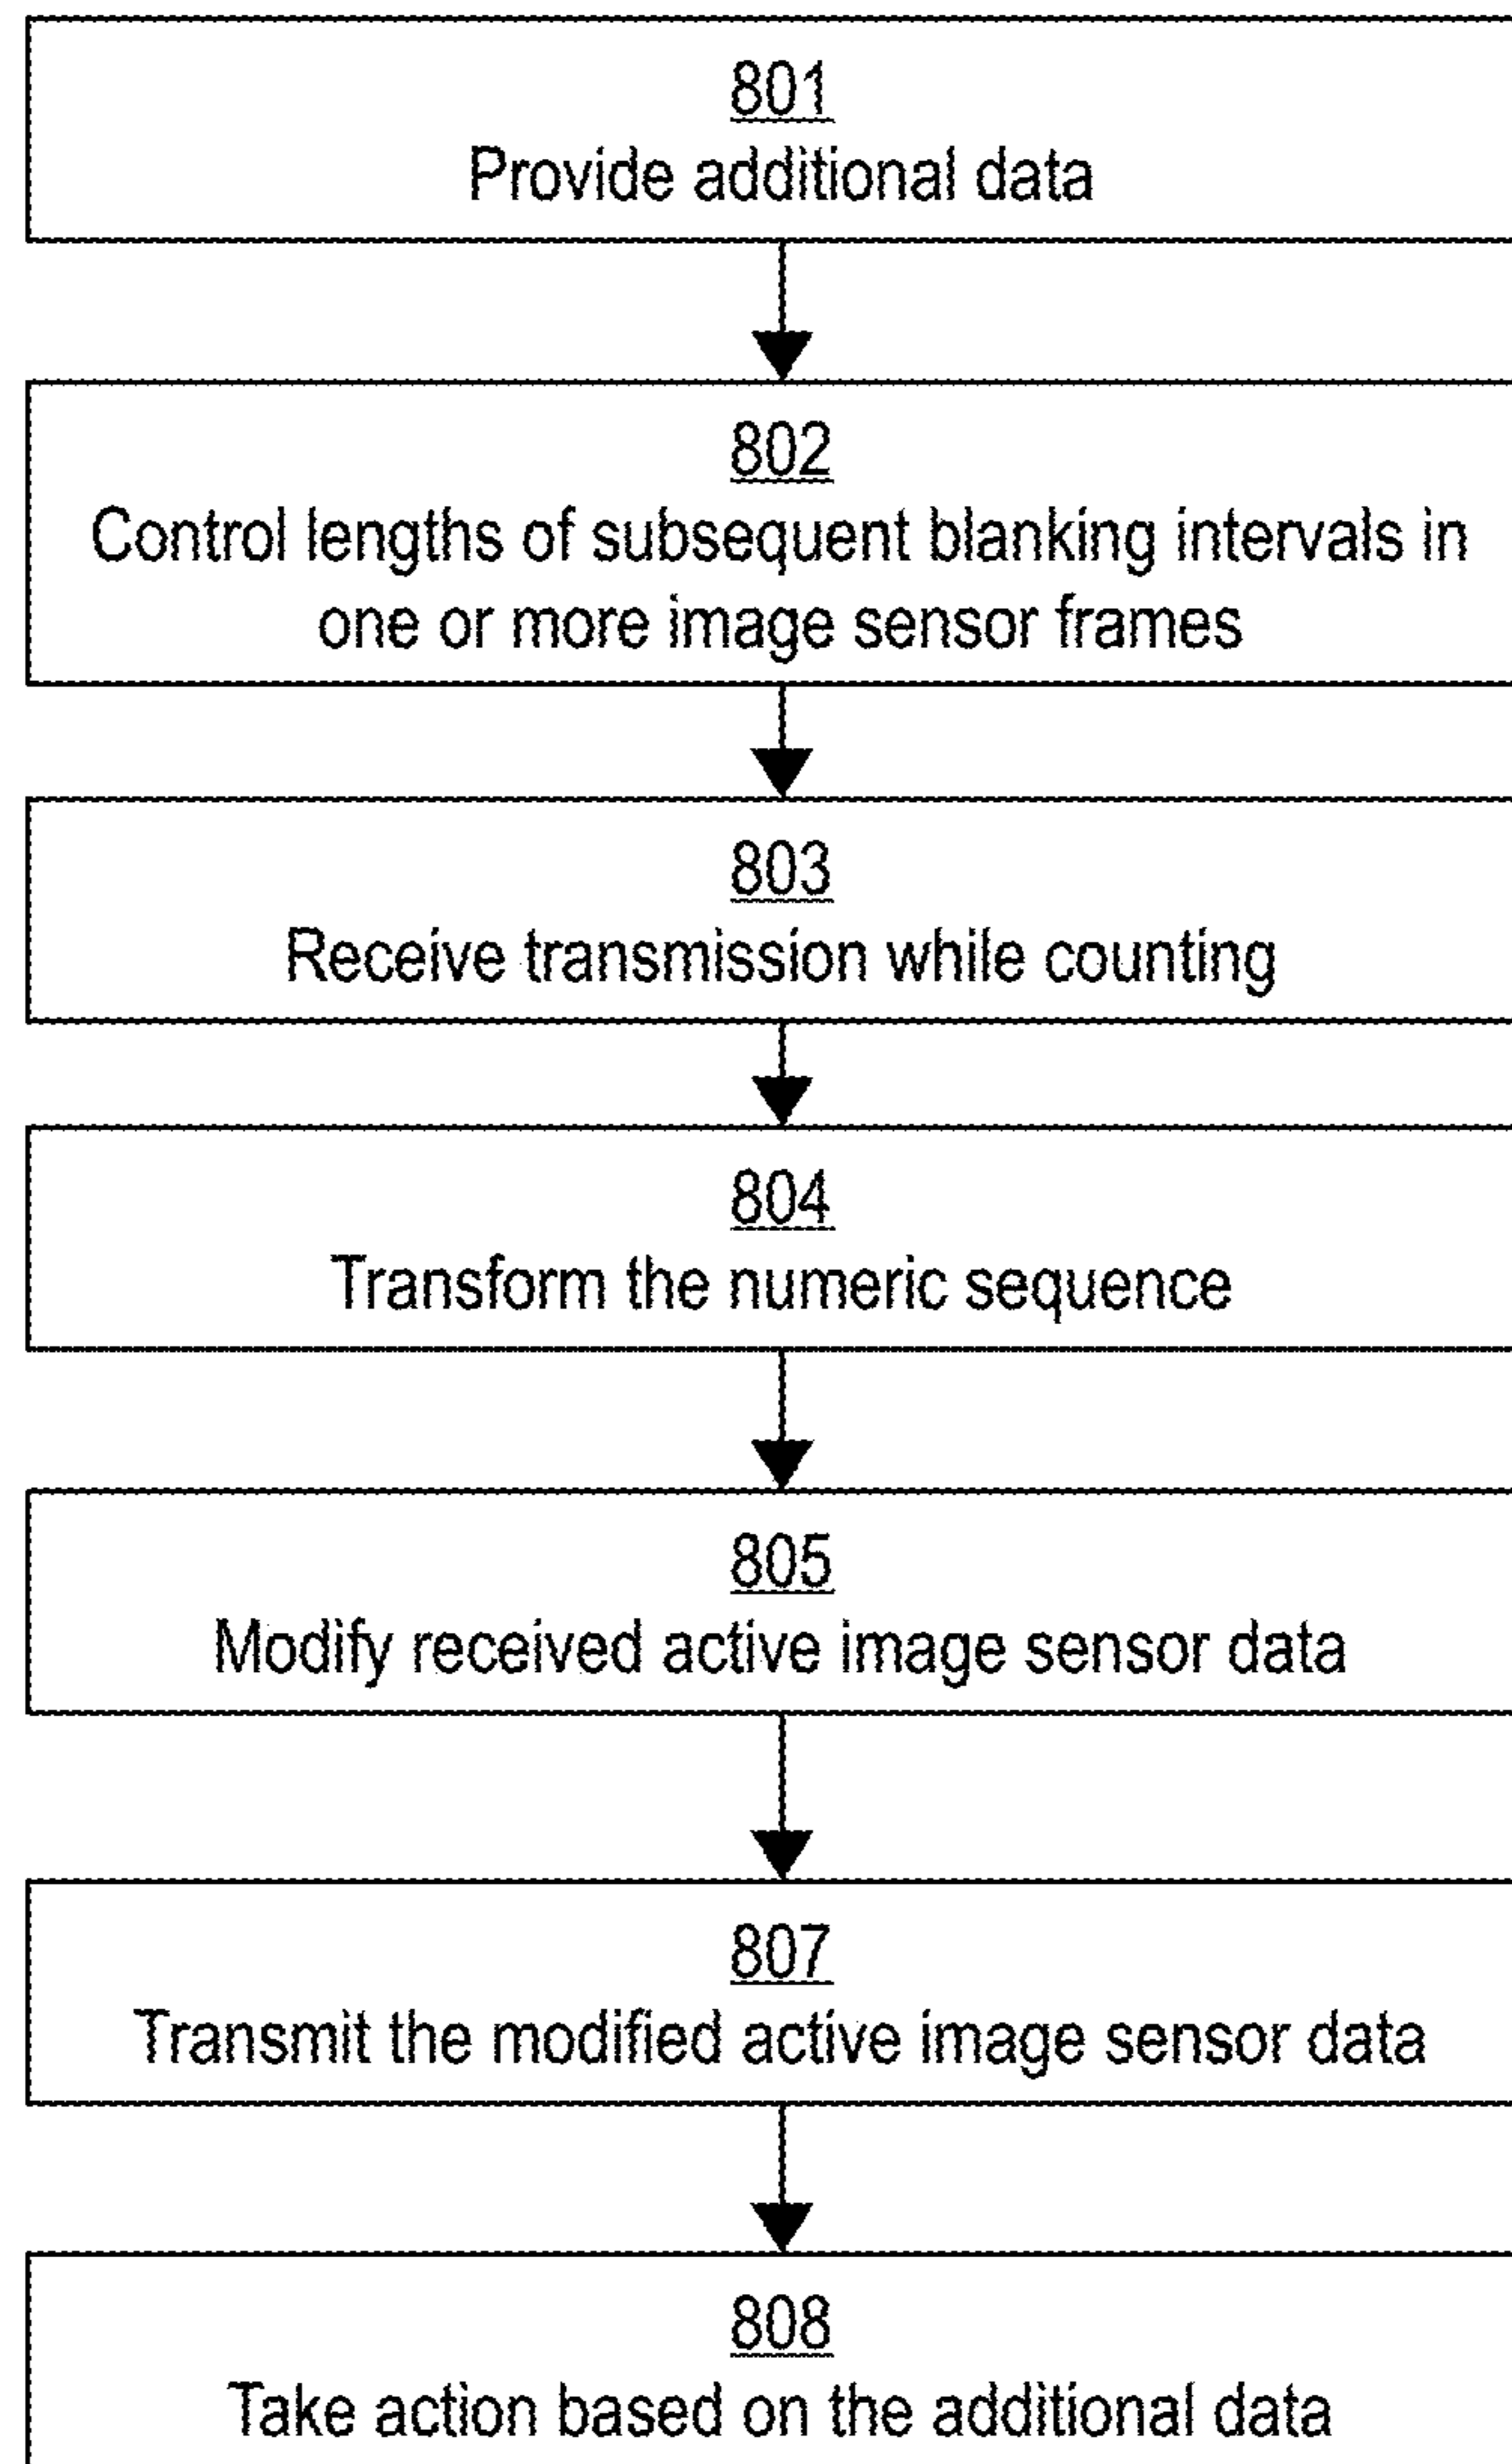 801
Provide additional data
802
Control lengths of subsequent blanking intervals in
one or more image sensor frames
803
Receive transmission while counting
804
Transform the numeric sequence
805
Modify received active image sensor data
807
Transmit the modified active image sensor data
808
Take action based on the additional data